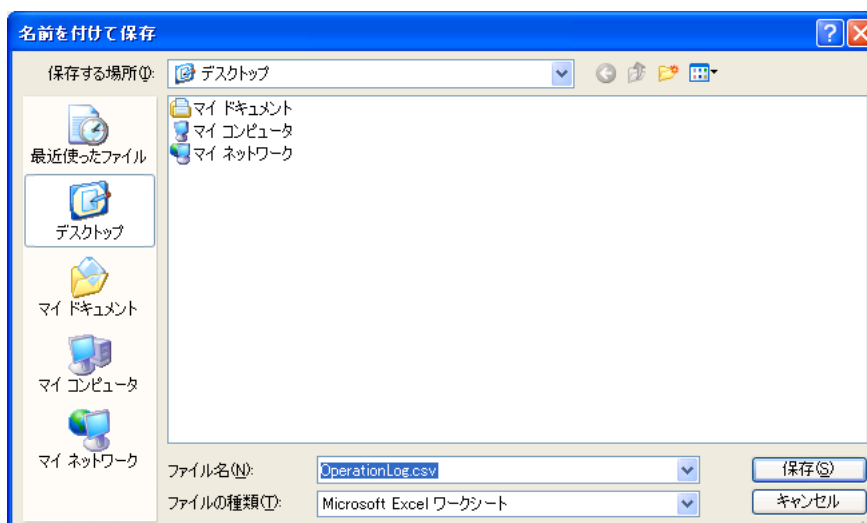 名前を付けて保存
保存する場所(I):
デスクトップ
マイ ドキュメント
マイ コンピュータ
マイ ネットワーク
最近使ったファイル
デスクトップ
マイ ドキュメント
マイ コンピュータ
マイ ネットワーク
ファイル名(N):
OperationLog.csv
保存(S)
ファイルの種類(T):
Microsoft Excel ワークシート
キャンセル